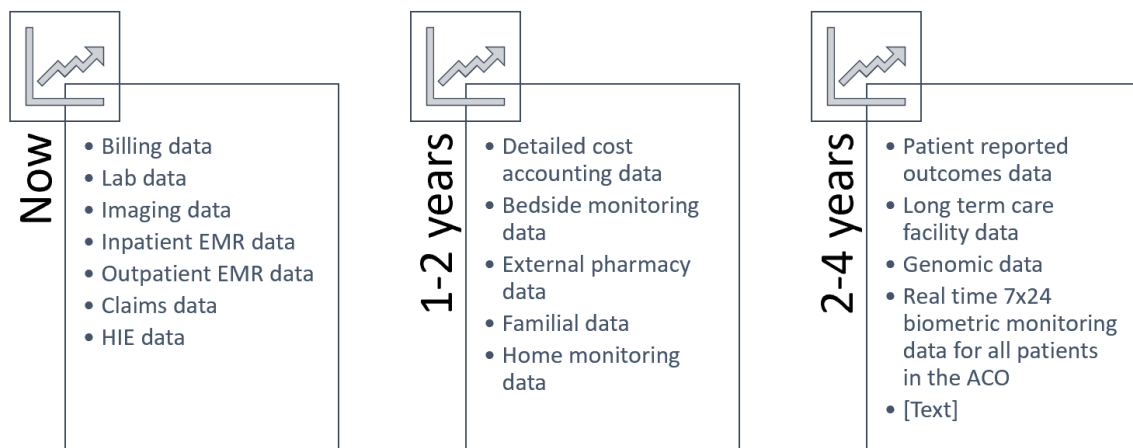 Now
• Billing data
• Lab data
• Imaging data
• Inpatient EMR data
• Outpatient EMR data
• Claims data
• HIE data
1-2 years
• Detailed cost
accounting data
• Bedside monitoring
data
• External pharmacy
data
• Familial data
• Home monitoring
data
2-4 years
• Patient reported
outcomes data
• Long term care
facility data
• Genomic data
• Real time 7x24
biometric monitoring
data for all patients
in the ACO
• [Text]